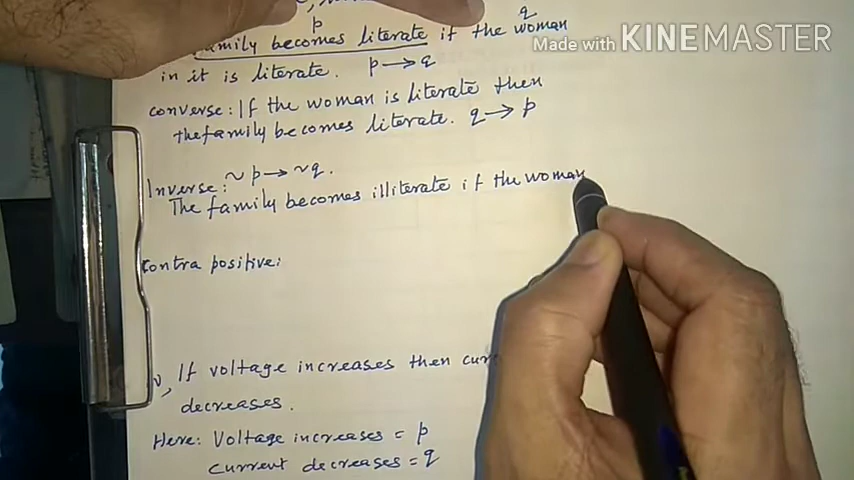 p q
family becomes literate if the woman
Made with KINEMASTER
in it is literate. p → q
converse: If the woman is literate then
the family becomes literate. q → p
Inverse: ~p → ~q.
The family becomes illiterate if the woman
contra positive:
If voltage increases then
decreases.
Here: Voltage increases = p
current decreases = q